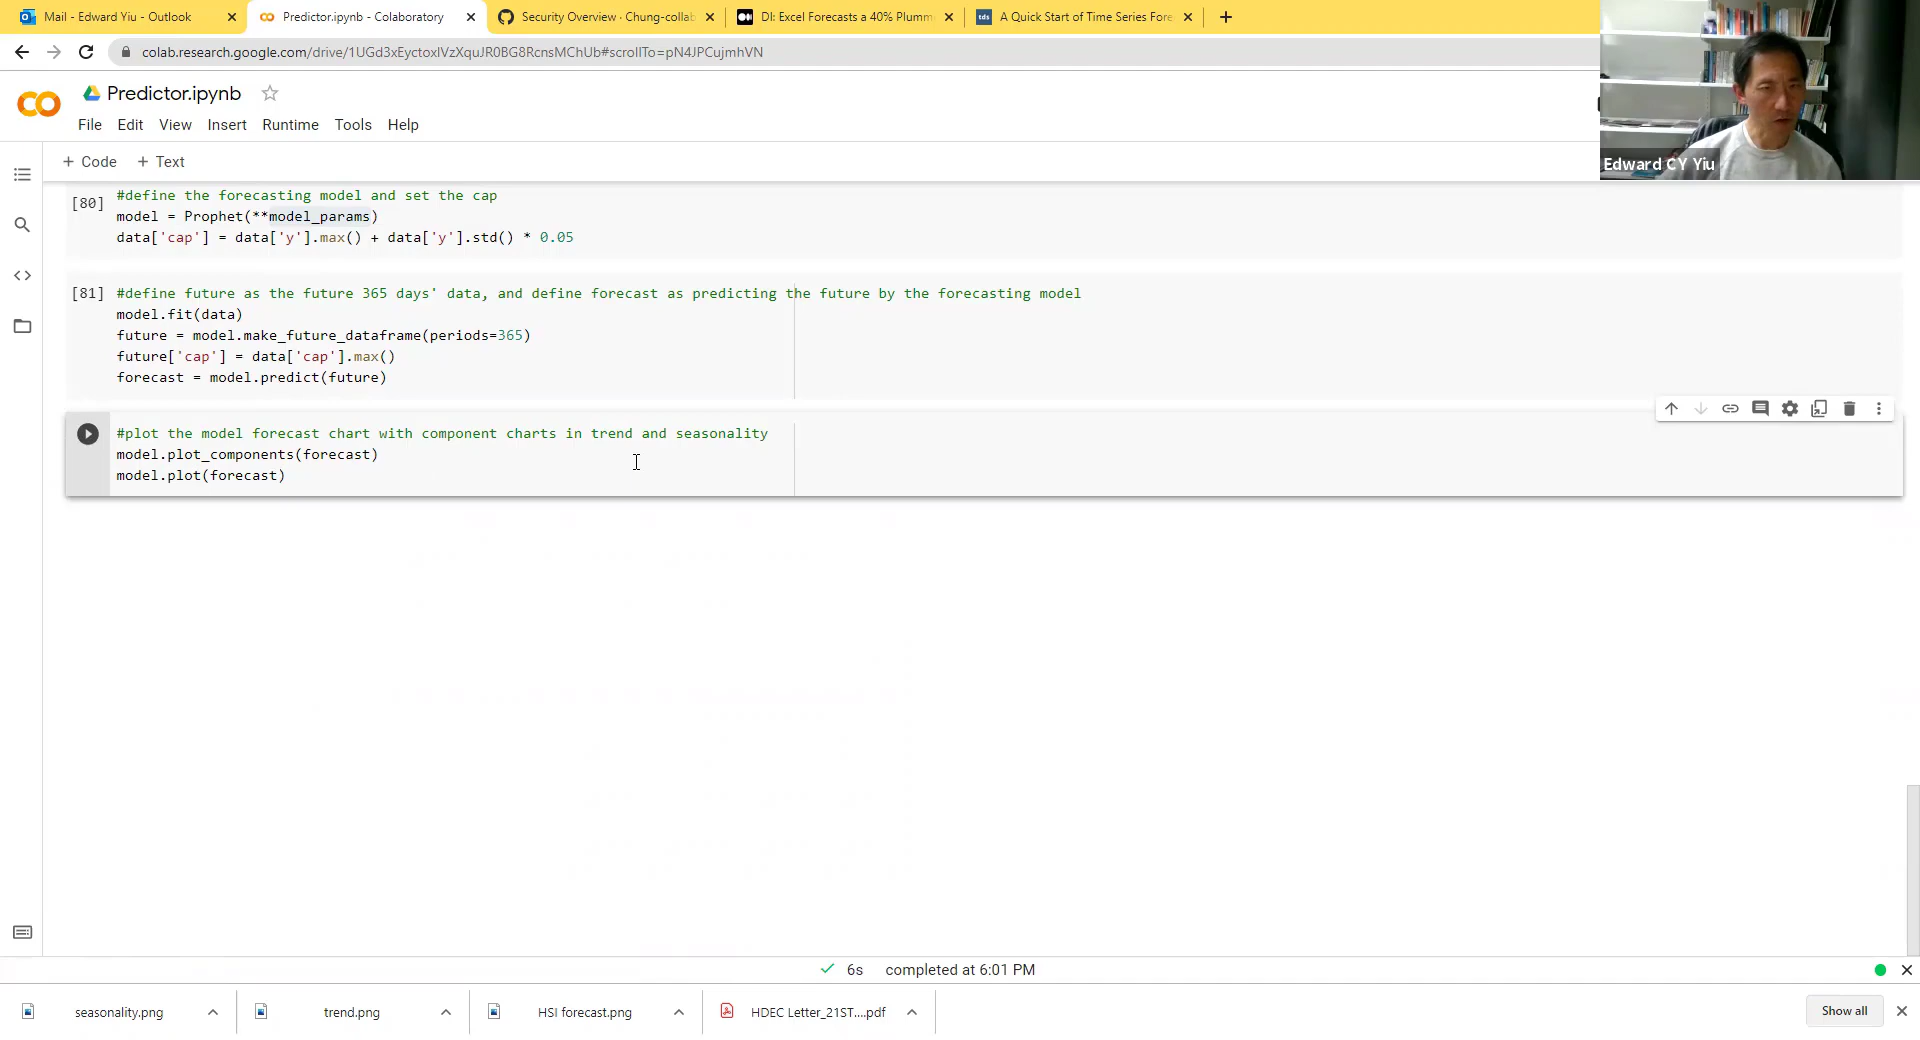 Mail - Edward Yiu - Outlook
Predictor.ipynb - Colaboratory
Security Overview · Chung-collab
DI: Excel Forecasts a 40% Plumm
tds
A Quick Start of Time Series Fore
colab.research.google.com/drive/1UGd3xEyctoxIVzXquJR0BG8RcnsMChUb#scrollTo=pN4JPCujmhVN
Predictor.ipynb
File Edit View Insert Runtime Tools Help
Edward CY Yiu
+ Code + Text
[80] #define the forecasting model and set the cap
model = Prophet(**model_params)
data['cap'] = data['y'].max() + data['y'].std() * 0.05
[81] #define future as the future 365 days' data, and define forecast as predicting the future by the forecasting model
model.fit(data)
future = model.make_future_dataframe(periods=365)
future['cap'] = data['cap'].max()
forecast = model.predict(future)
#plot the model forecast chart with component charts in trend and seasonality
model.plot_components(forecast)
model.plot(forecast)
6s completed at 6:01 PM
seasonality.png
trend.png
HSI forecast.png
HDEC Letter_21ST....pdf
Show all